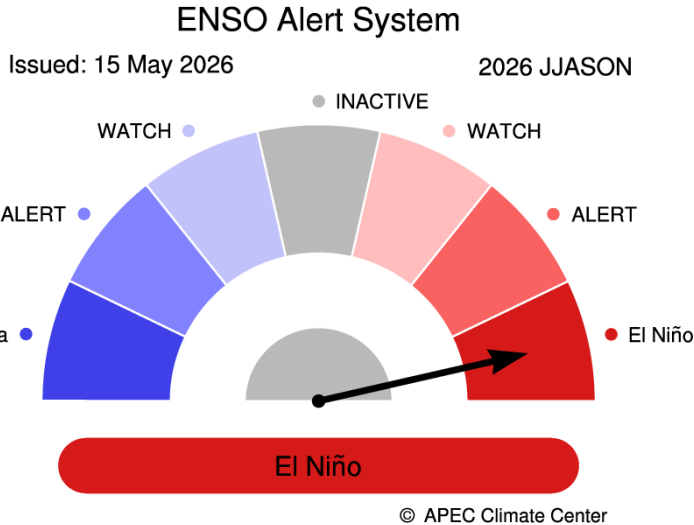 ENSO Alert System
Issued: 15 May 2026
2026 JJASON
INACTIVE
WATCH
WATCH
ALERT
ALERT
a
El Niño
El Niño
© APEC Climate Center